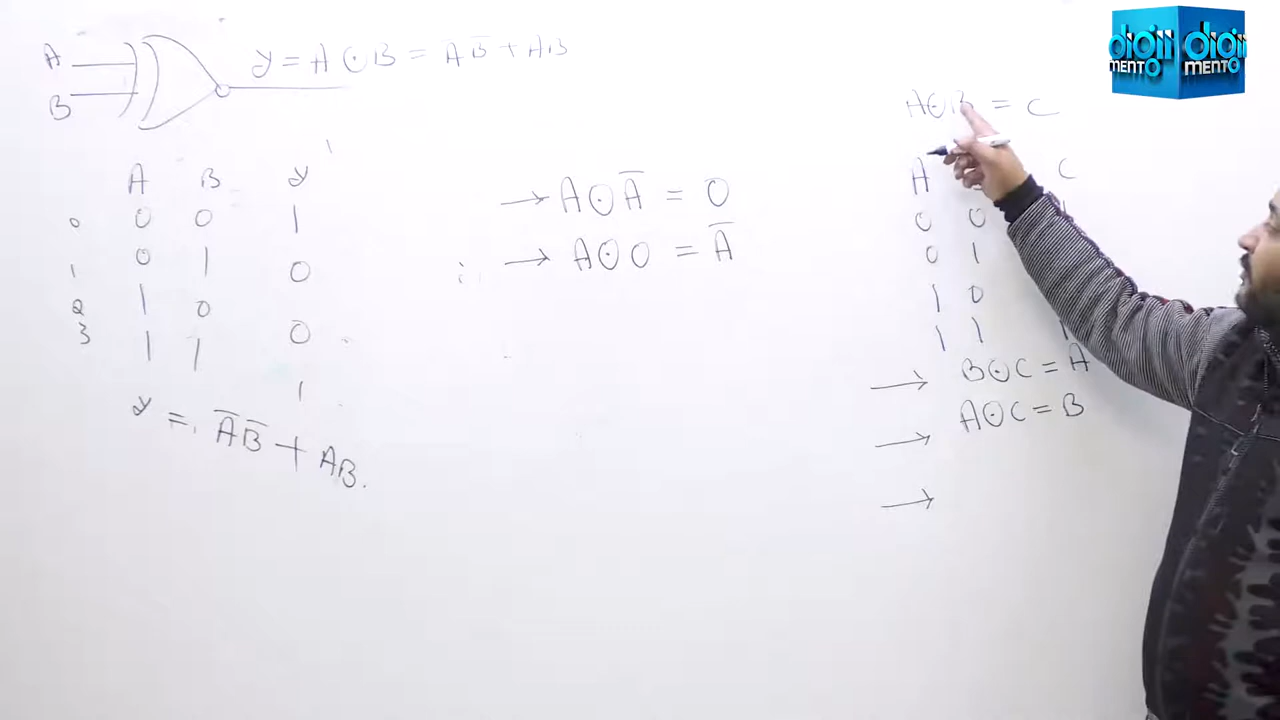 A
B
y = A ⊙ B = A̅ B̅ + AB
A B y
0 0 0 1
1 0 1 0
2 1 0 0
3 1 1 1
y = A̅ B̅ + AB.
→ A⊙A̅ = 0
→ A⊙0 = A̅
A⊙B = C
A C
0 0
0 1
1 0
1 1 1
→ B⊙C = A
→ A⊙C = B
→
digii
MENTO
digii
MENTO